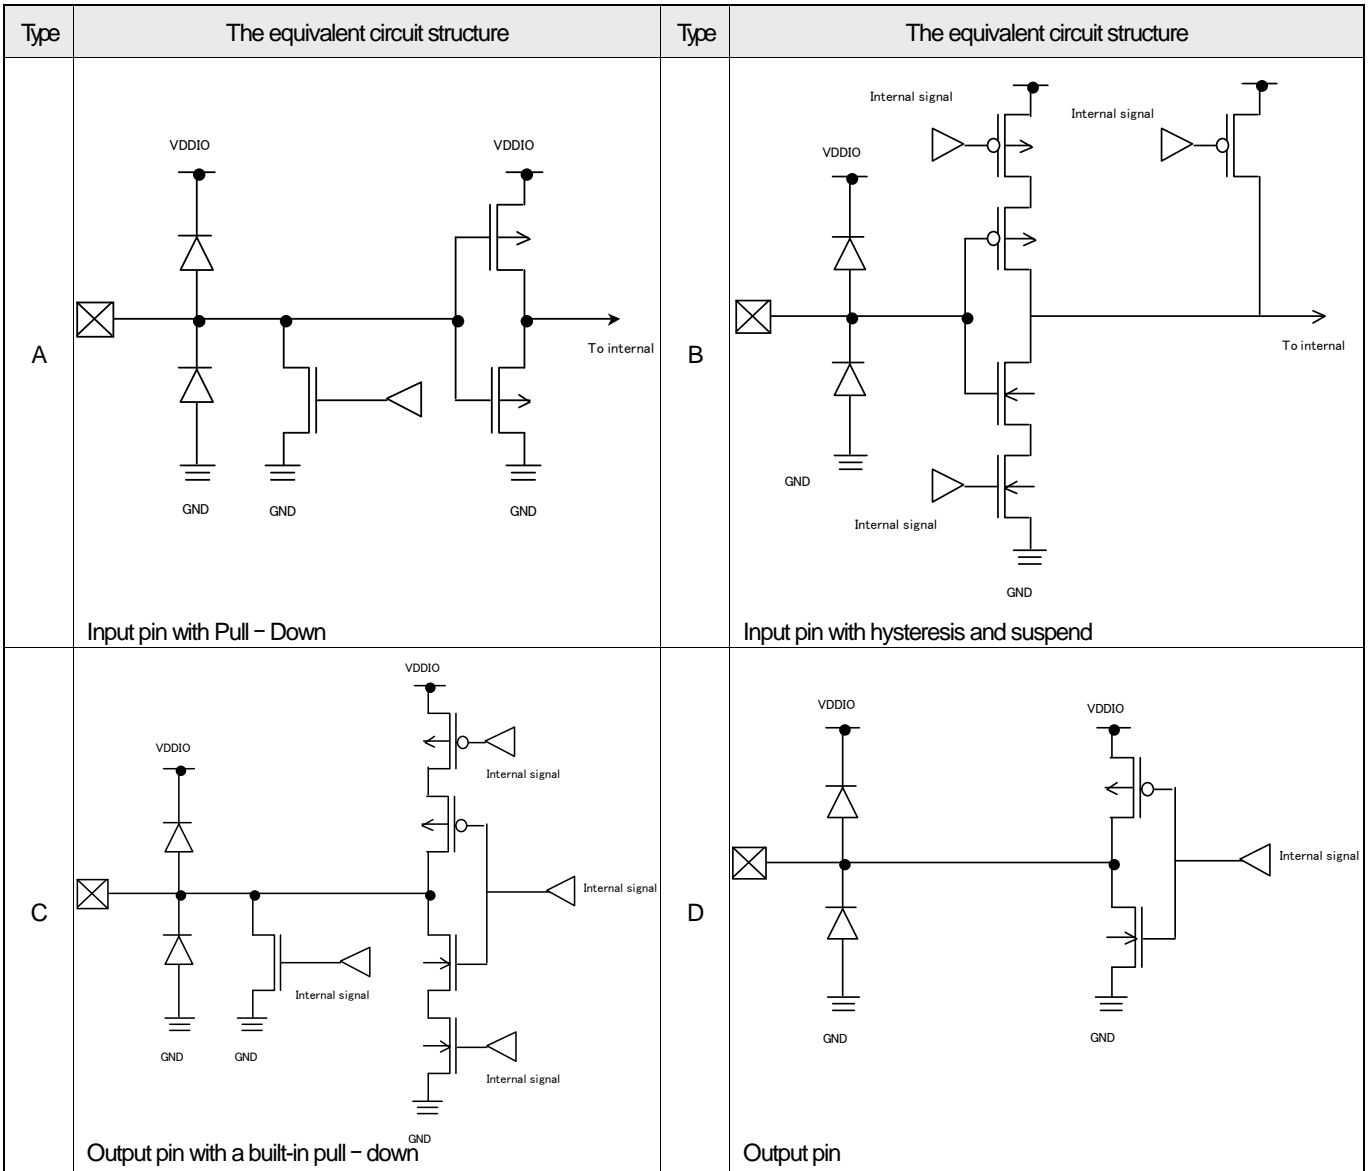 Type
The equivalent circuit structure
Type
The equivalent circuit structure
A
VDDIO
VDDIO
To internal
GND
GND
GND
Input pin with Pull − Down
B
Internal signal
Internal signal
VDDIO
To internal
GND
Internal signal
GND
Input pin with hysteresis and suspend
C
VDDIO
VDDIO
Internal signal
Internal signal
Internal signal
GND
GND
Internal signal
GND
Output pin with a built-in pull − down
D
VDDIO
VDDIO
Internal signal
GND
GND
Output pin